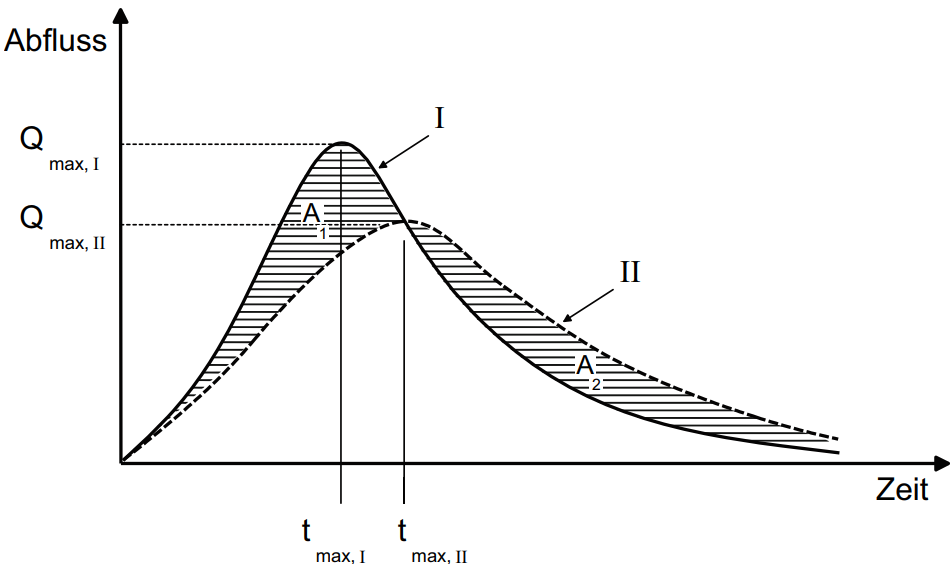 Abfluss
I
Q max, I
A 1
Q max, II
II
A 2
Zeit
t max, I t max, II